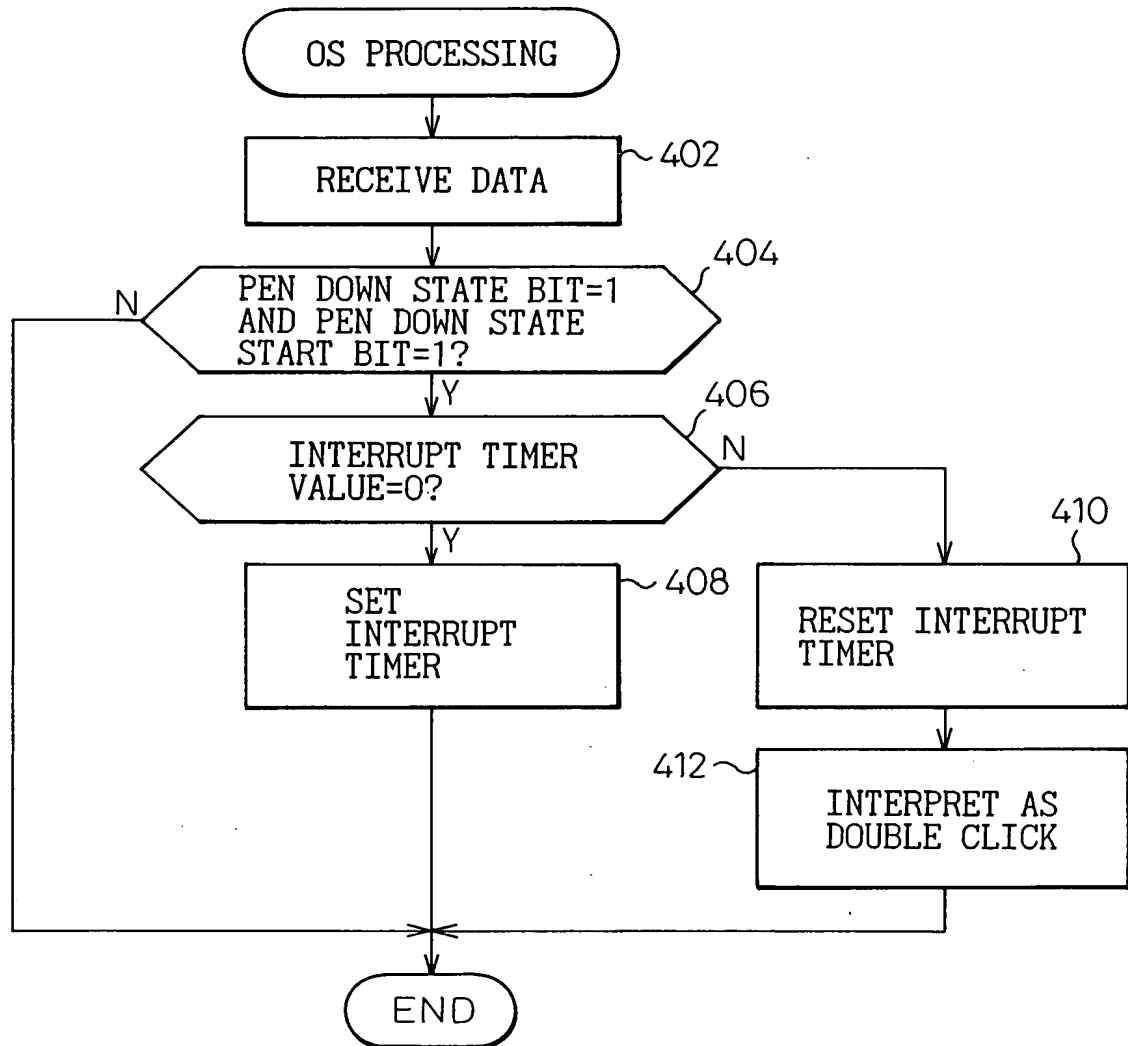 OS PROCESSING
RECEIVE DATA
402
PEN DOWN STATE BIT=1
AND PEN DOWN STATE
START BIT=1?
404
N
Y
INTERRUPT TIMER
VALUE=0?
406
N
Y
SET
INTERRUPT
TIMER
408
410
RESET INTERRUPT
TIMER
412
INTERPRET AS
DOUBLE CLICK
END